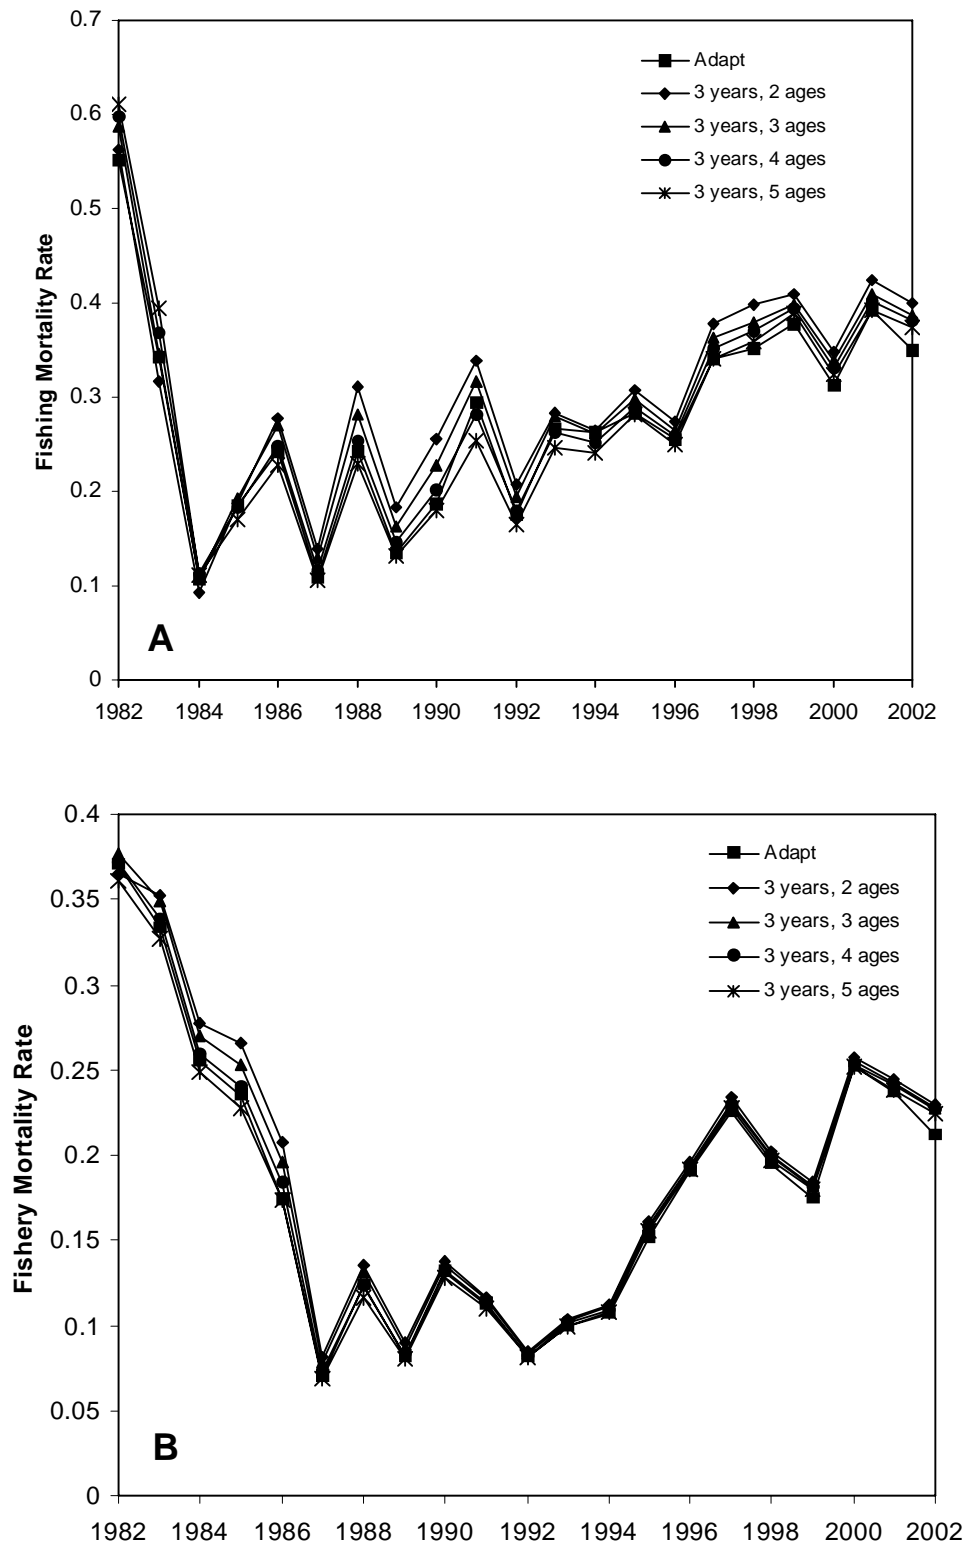 0.7
Adapt
3 years, 2 ages
3 years, 3 ages
3 years, 4 ages
3 years, 5 ages
0.6
0.5
0.4
0.3
0.2
0.1
0
Fishing Mortality Rate
A
1982 1984 1986 1988 1990 1992 1994 1996 1998 2000 2002
0.4
Adapt
3 years, 2 ages
3 years, 3 ages
3 years, 4 ages
3 years, 5 ages
0.35
0.3
0.25
0.2
0.15
0.1
0.05
0
Fishery Mortality Rate
B
1982 1984 1986 1988 1990 1992 1994 1996 1998 2000 2002